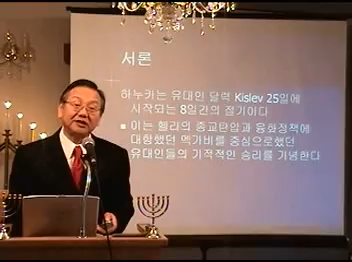 서론
하누카는 유대인 달력 Kislev 25일에
시작되는 8일간의 절기이다
▪ 이는 헬라의 종교탄압과 융화정책에
대항했던 맥가비를 중심으로했던
유대인들의 기적적인 승리를 기념한다